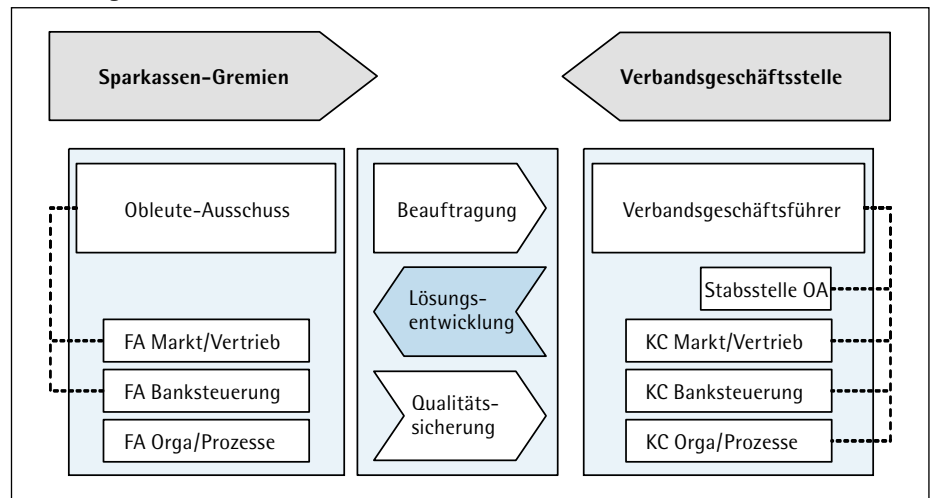 Sparkassen-Gremien
Verbandsgeschäftsstelle
Obleute-Ausschuss
FA Markt/Vertrieb
FA Banksteuerung
FA Orga/Prozesse
Beauftragung
Lösungs-
entwicklung
Qualitäts-
sicherung
Verbandsgeschäftsführer
Stabsstelle OA
KC Markt/Vertrieb
KC Banksteuerung
KC Orga/Prozesse